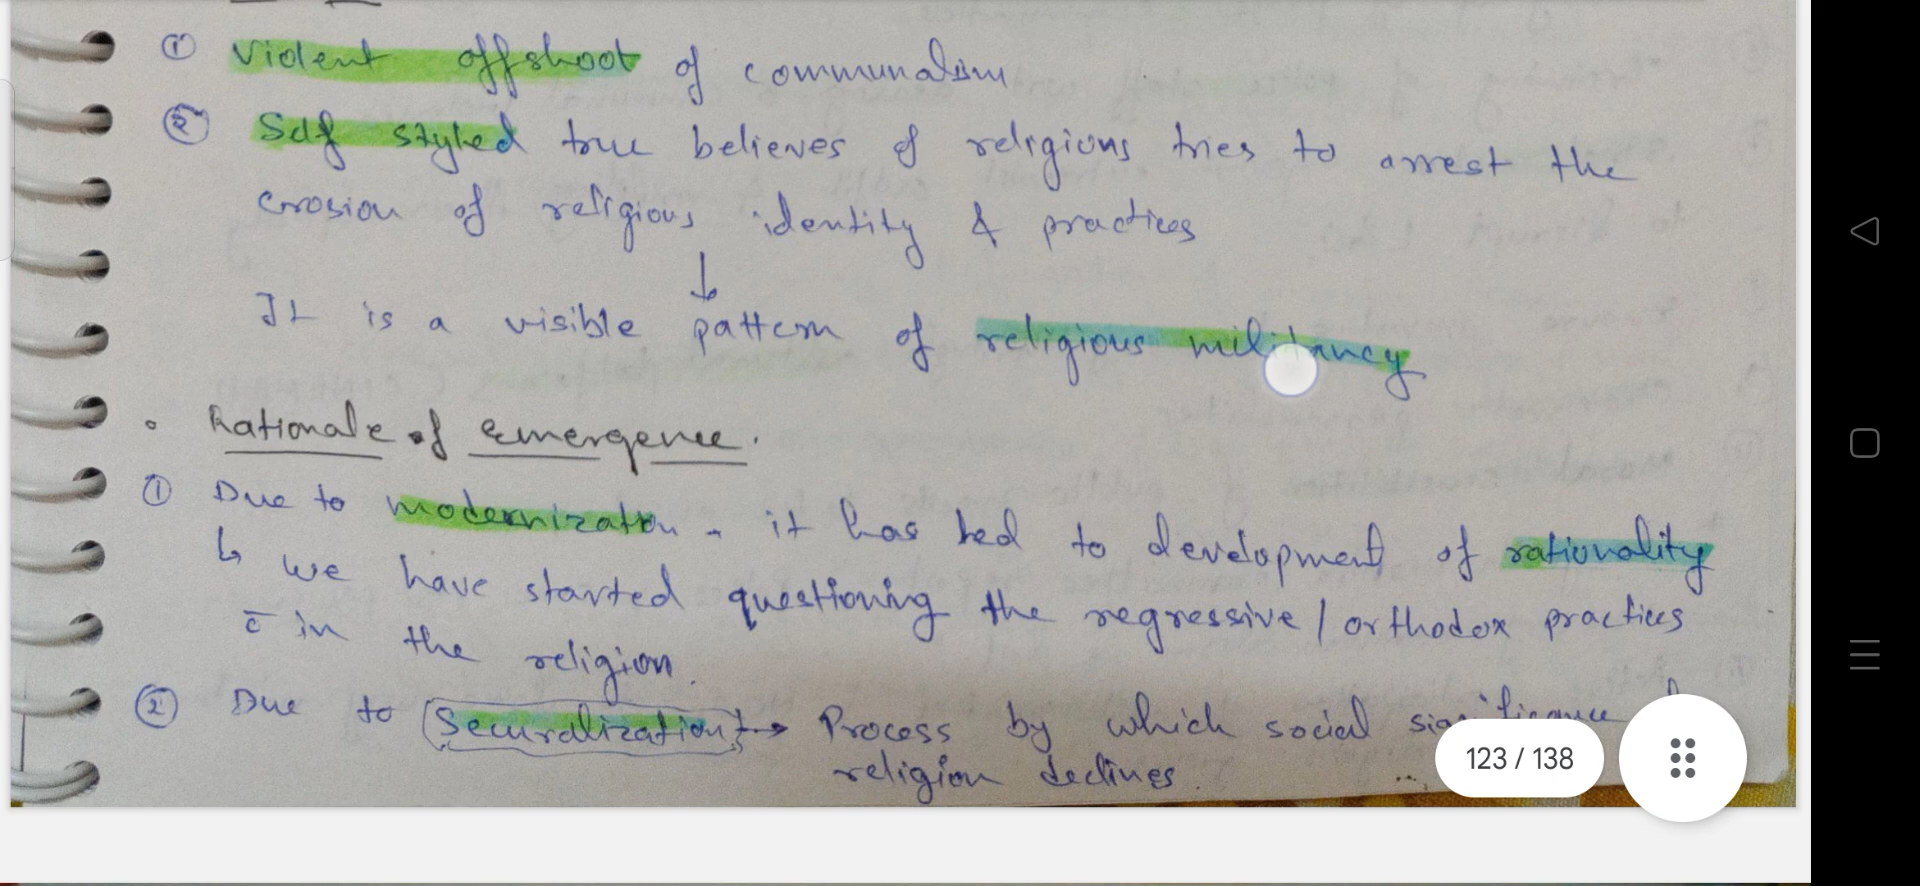 ① Violent offshoot of communalism
② Self styled true believes of religions tries to arrest the
erosion of religious identity & practices
↓
It is a visible pattern of religious militancy
• Rationale of emergence.
① Due to modernization - it has led to development of rationality
↳ we have started questioning the regressive / orthodox practices
c̄ in the religion.
② Due to Securalization → Process by which social significance
religion declines.
123 / 138